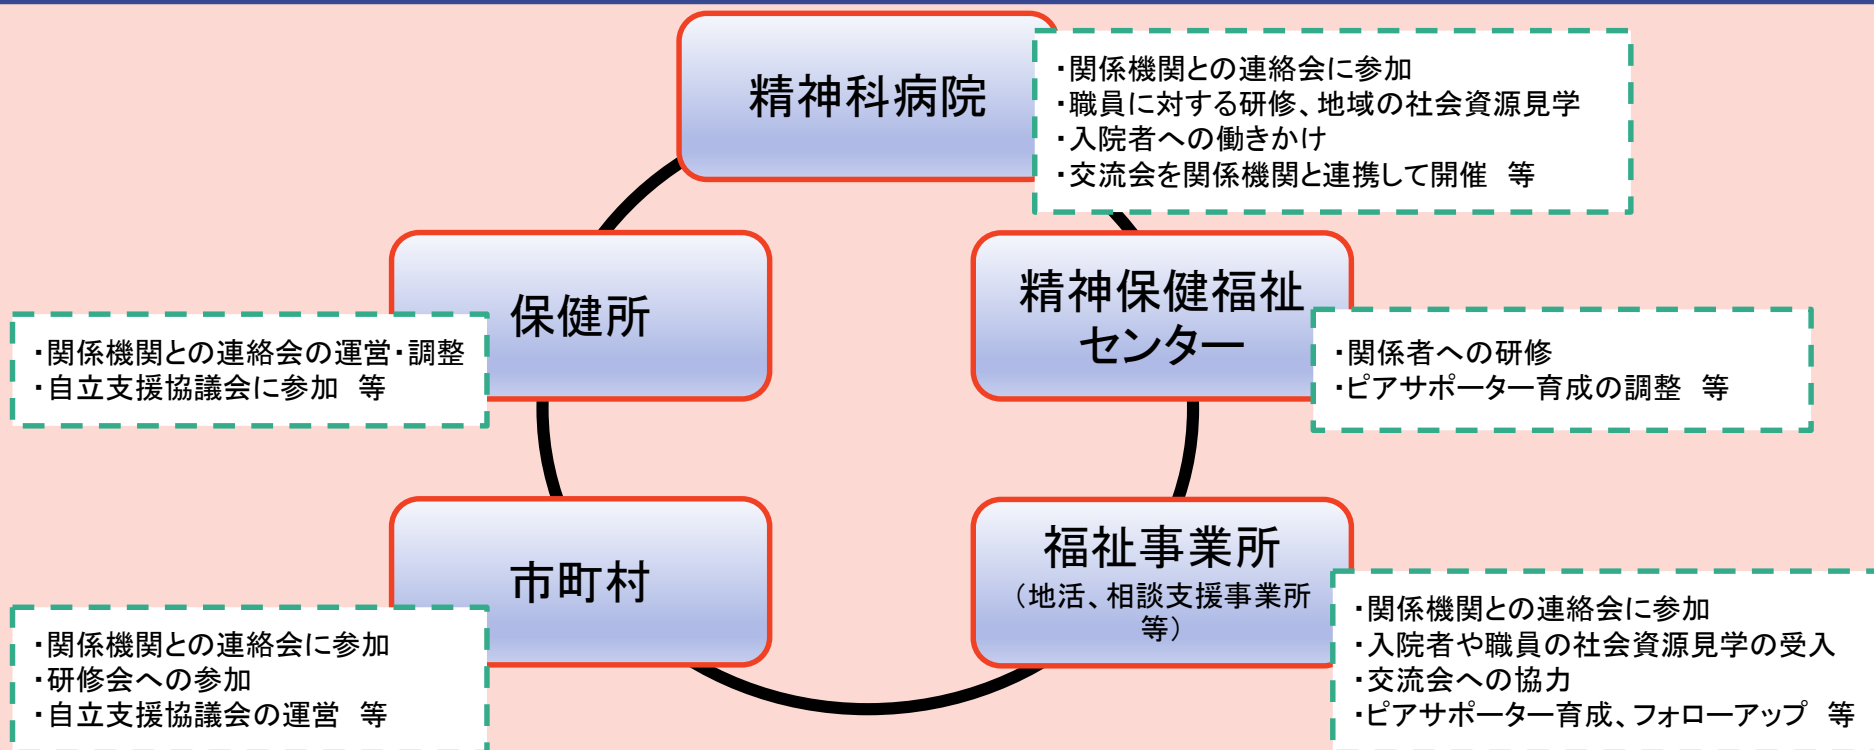 精神科病院
・関係機関との連絡会に参加
・職員に対する研修、地域の社会資源見学
・入院者への働きかけ
・交流会を関係機関と連携して開催　等
保健所
・関係機関との連絡会の運営・調整
・自立支援協議会に参加　等
精神保健福祉
センター
・関係者への研修
・ピアサポーター育成の調整　等
市町村
・関係機関との連絡会に参加
・研修会への参加
・自立支援協議会の運営　等
福祉事業所
（地活、相談支援事業所
等）
・関係機関との連絡会に参加
・入院者や職員の社会資源見学の受入
・交流会への協力
・ピアサポーター育成、フォローアップ　等